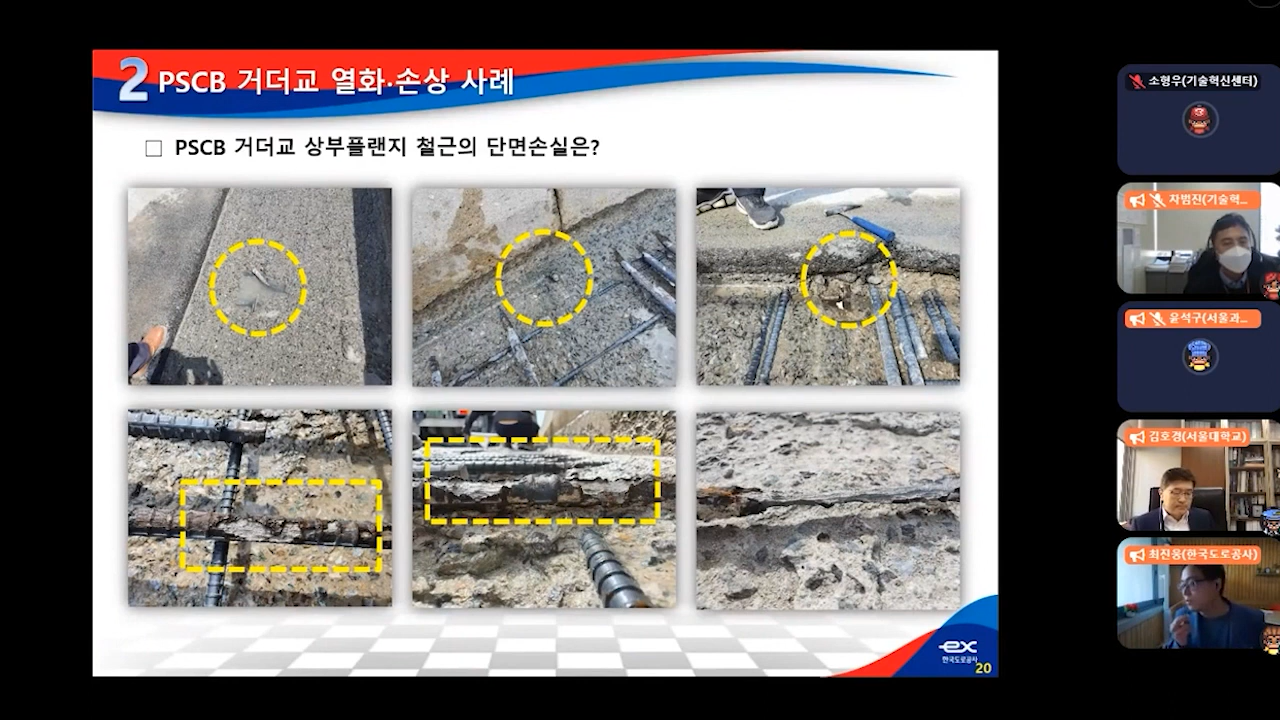 2 PSCB 거더교 열화·손상 사례
□ PSCB 거더교 상부플랜지 철근의 단면손실은?
ex
한국도로공사
20
소형우(기술혁신센터)
차범진(기술혁...
윤석구(서울과...
김호경(서울대학교)
최진웅(한국도로공사)